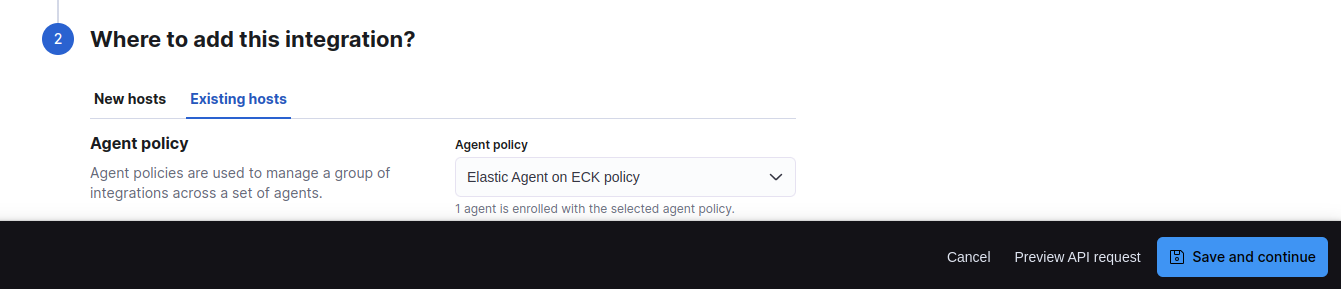 2
Where to add this integration?
New hosts
Existing hosts
Agent policy
Agent policies are used to manage a group of
integrations across a set of agents.
Agent policy
Elastic Agent on ECK policy
1 agent is enrolled with the selected agent policy.
Cancel
Preview API request
Save and continue